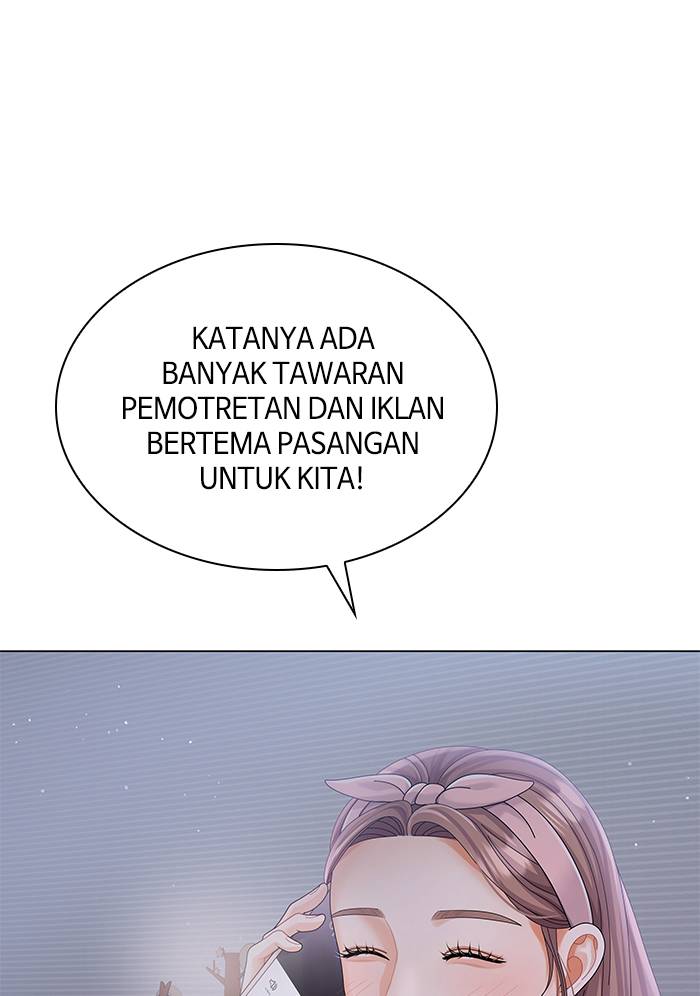 KATANYA ADA
BANYAK TAWARAN
PEMOTRETAN DAN IKLAN
BERTEMA PASANGAN
UNTUK KITA!